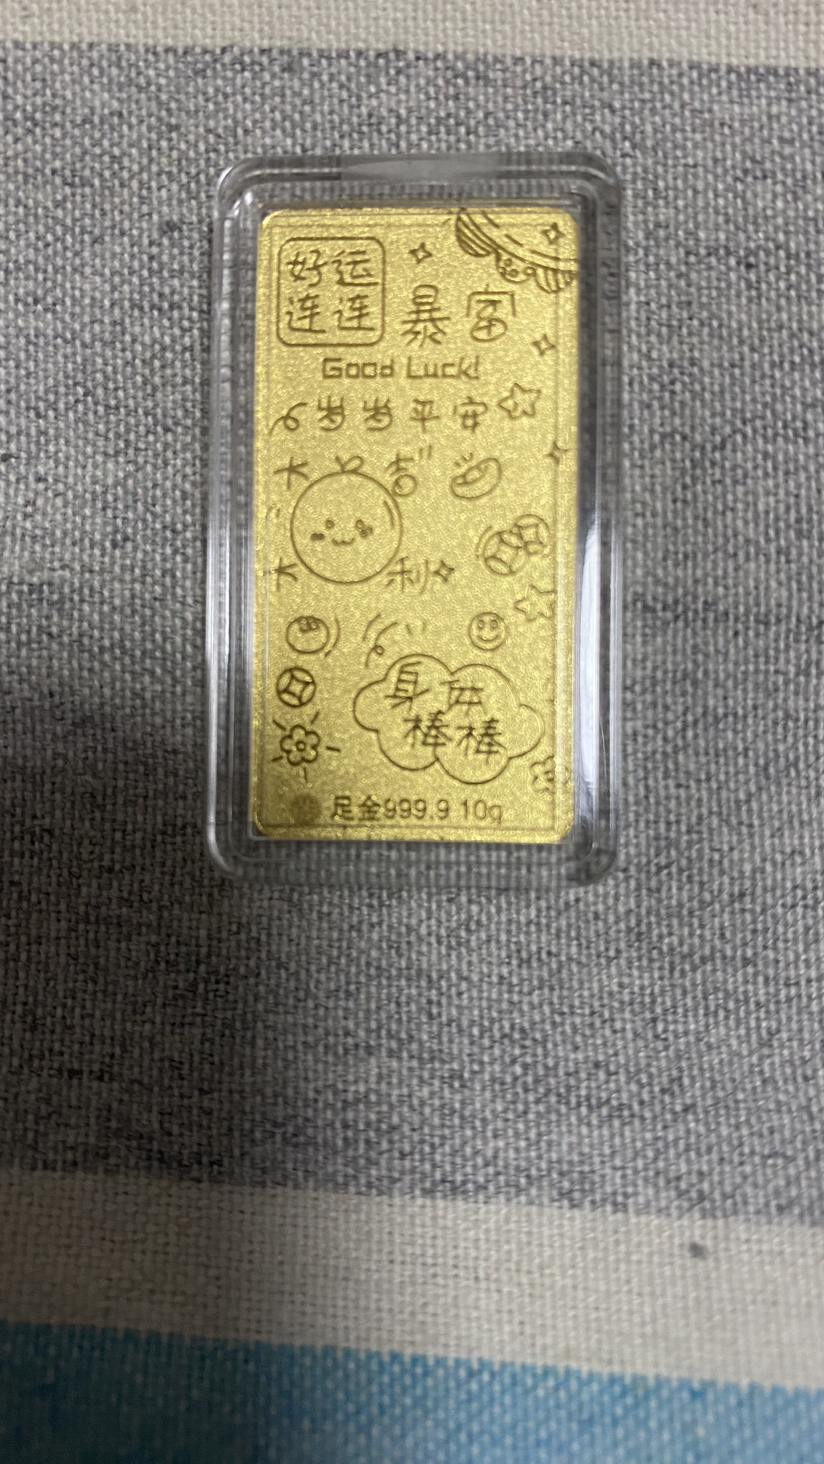 好运
连连
暴富
Good Luck!
岁岁平安
大吉
大利
身体
棒棒
足金999.9 10g